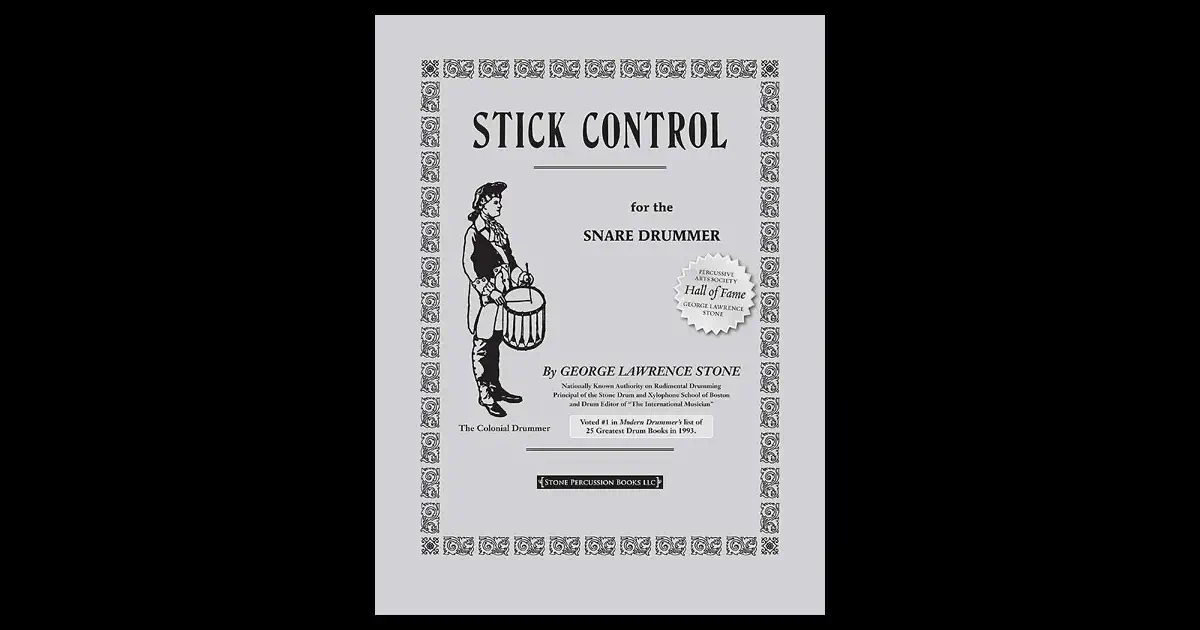 STICK CONTROL
for the
SNARE DRUMMER
PERCUSSIVE
ARTS SOCIETY
Hall of Fame
GEORGE LAWRENCE
STONE
By GEORGE LAWRENCE STONE
Nationally Known Authority on Rudimental Drumming
Principal of the Stone Drum and Xylophone School of Boston
and Drum Editor of "The International Musician"
The Colonial Drummer
Voted #1 in Modern Drummer's list of
25 Greatest Drum Books in 1993.
STONE PERCUSSION BOOKS LLC